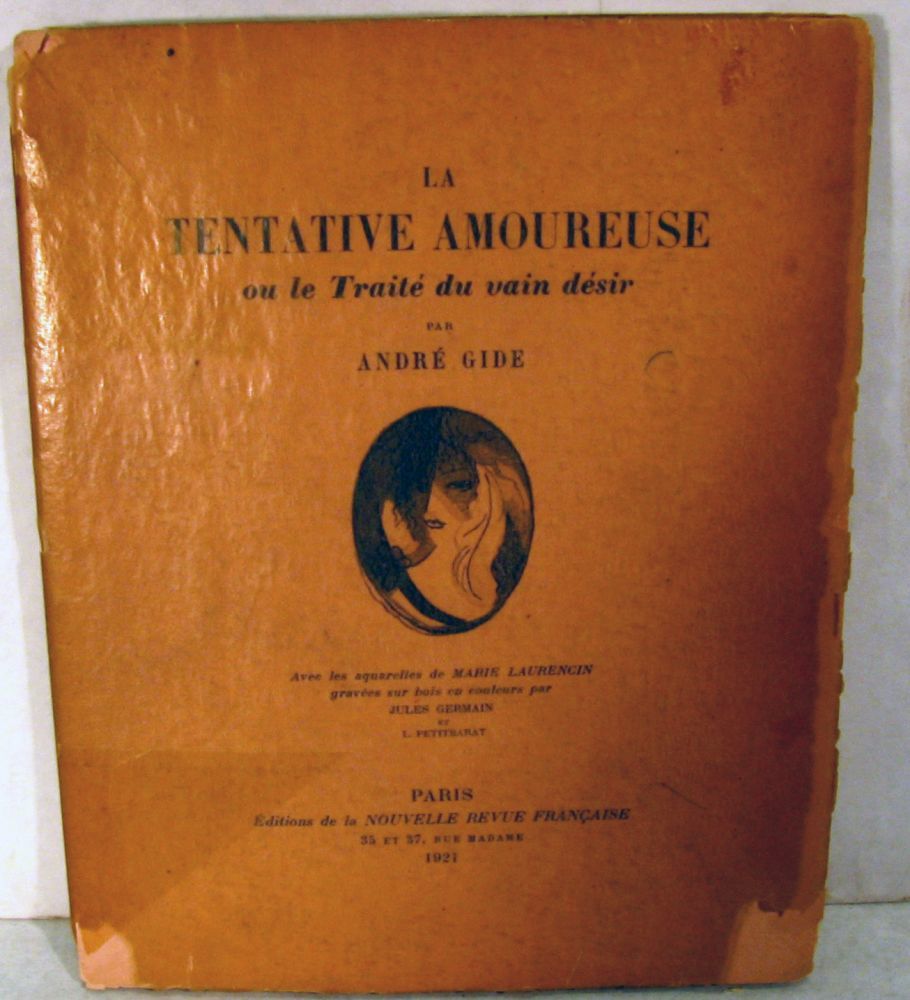 LA
TENTATIVE AMOUREUSE
ou le Traité du vain désir
PAR
ANDRÉ GIDE
Avec les aquarelles de MARIE LAURENCIN
gravées sur bois en couleurs par
JULES GERMAIN
ET
L. PETITBARAT
PARIS
Éditions de la NOUVELLE REVUE FRANÇAISE
35 ET 37, RUE MADAME
1921